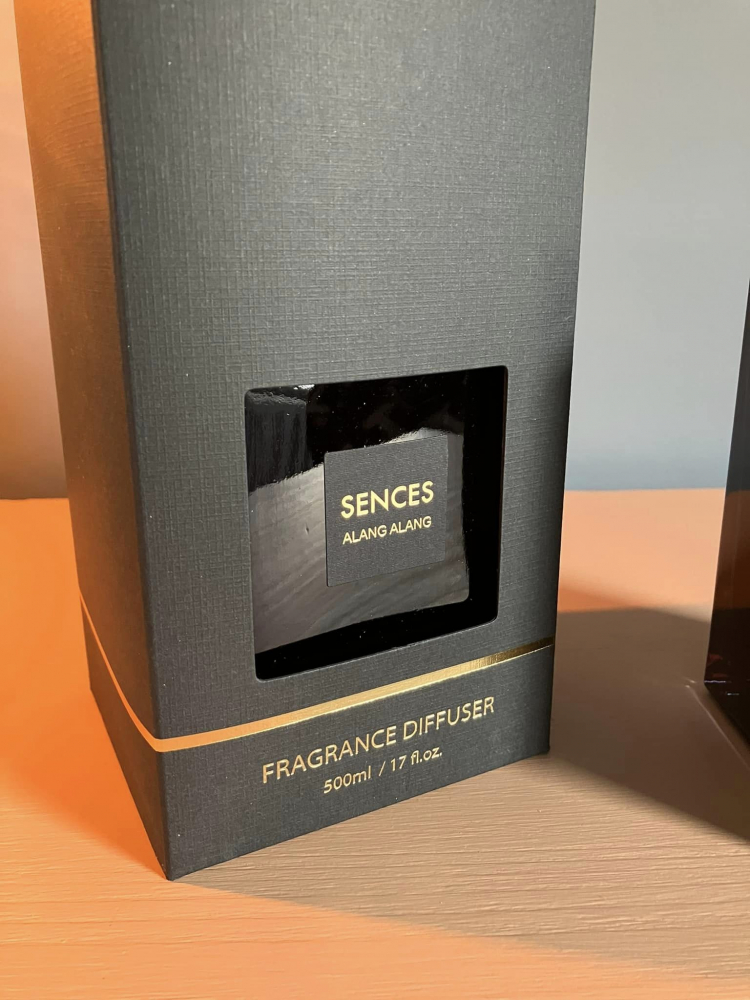 SENCES
ALANG ALANG
FRAGRANCE DIFFUSER
500ml / 17 fl.oz.